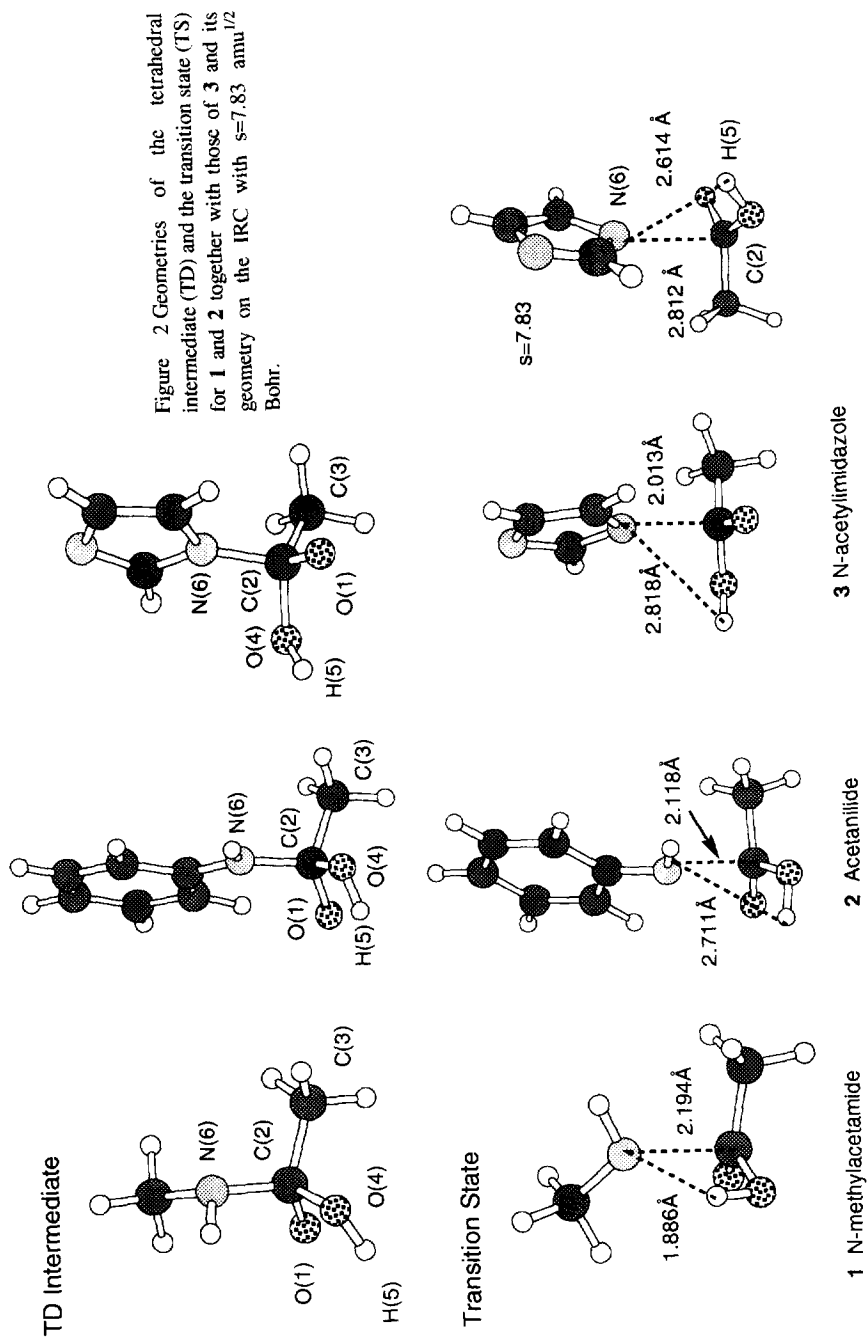 TD Intermediate
N(6)
C(2)
C(3)
O(1)
O(4)
H(5)
N(6)
C(2)
C(3)
O(1)
O(4)
H(5)
N(6)
C(2)
C(3)
O(4)
O(1)
H(5)
Figure 2 Geometries of the tetrahedral
intermediate (TD) and the transition state (TS)
for 1 and 2 together with those of 3 and its
geometry on the IRC with s=7.83 amu1/2
Bohr.
Transition State
1.886Å
2.194Å
1 N-methylacetamide
2.711Å
2.118Å
2 Acetanilide
2.818Å
2.013Å
3 N-acetylimidazole
s=7.83
N(6)
2.812 Å
2.614 Å
C(2)
H(5)